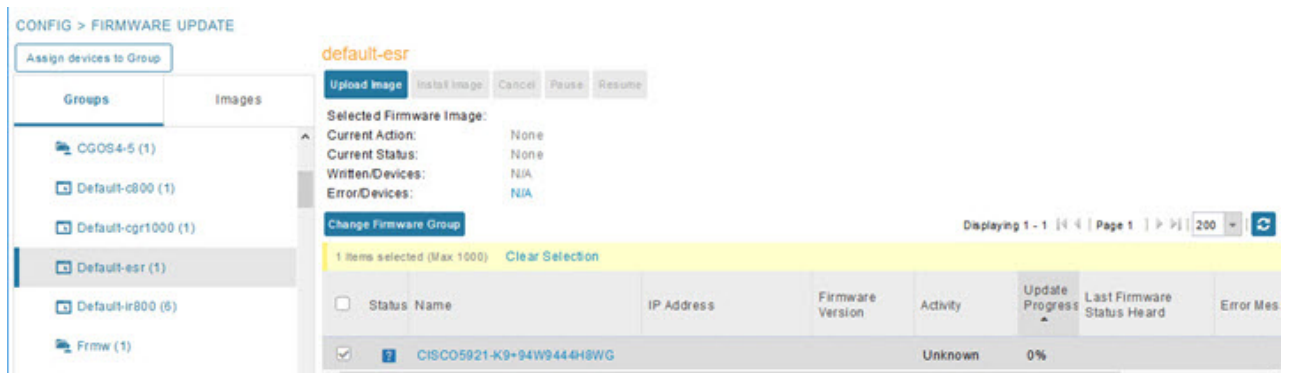 CONFIG > FIRMWARE UPDATE
Assign devices to Group
Groups
Images
CGOS4-5 (1)
Default-c800 (1)
Default-cgr1000 (1)
Default-esr (1)
Default-ir800 (6)
Frmw (1)
default-esr
Upload Image Install Image Cancel Pause Resume
Selected Firmware Image:
Current Action: None
Current Status: None
Written/Devices: N/A
Error/Devices: N/A
Change Firmware Group
Displaying 1 - 1 | Page 1 | 200
1 Items selected (Max 1000) Clear Selection
Status Name IP Address Firmware Version Activity Update Progress Last Firmware Status Heard Error Mes
? CISCO5921-K9+94W9444H8WG Unknown 0%